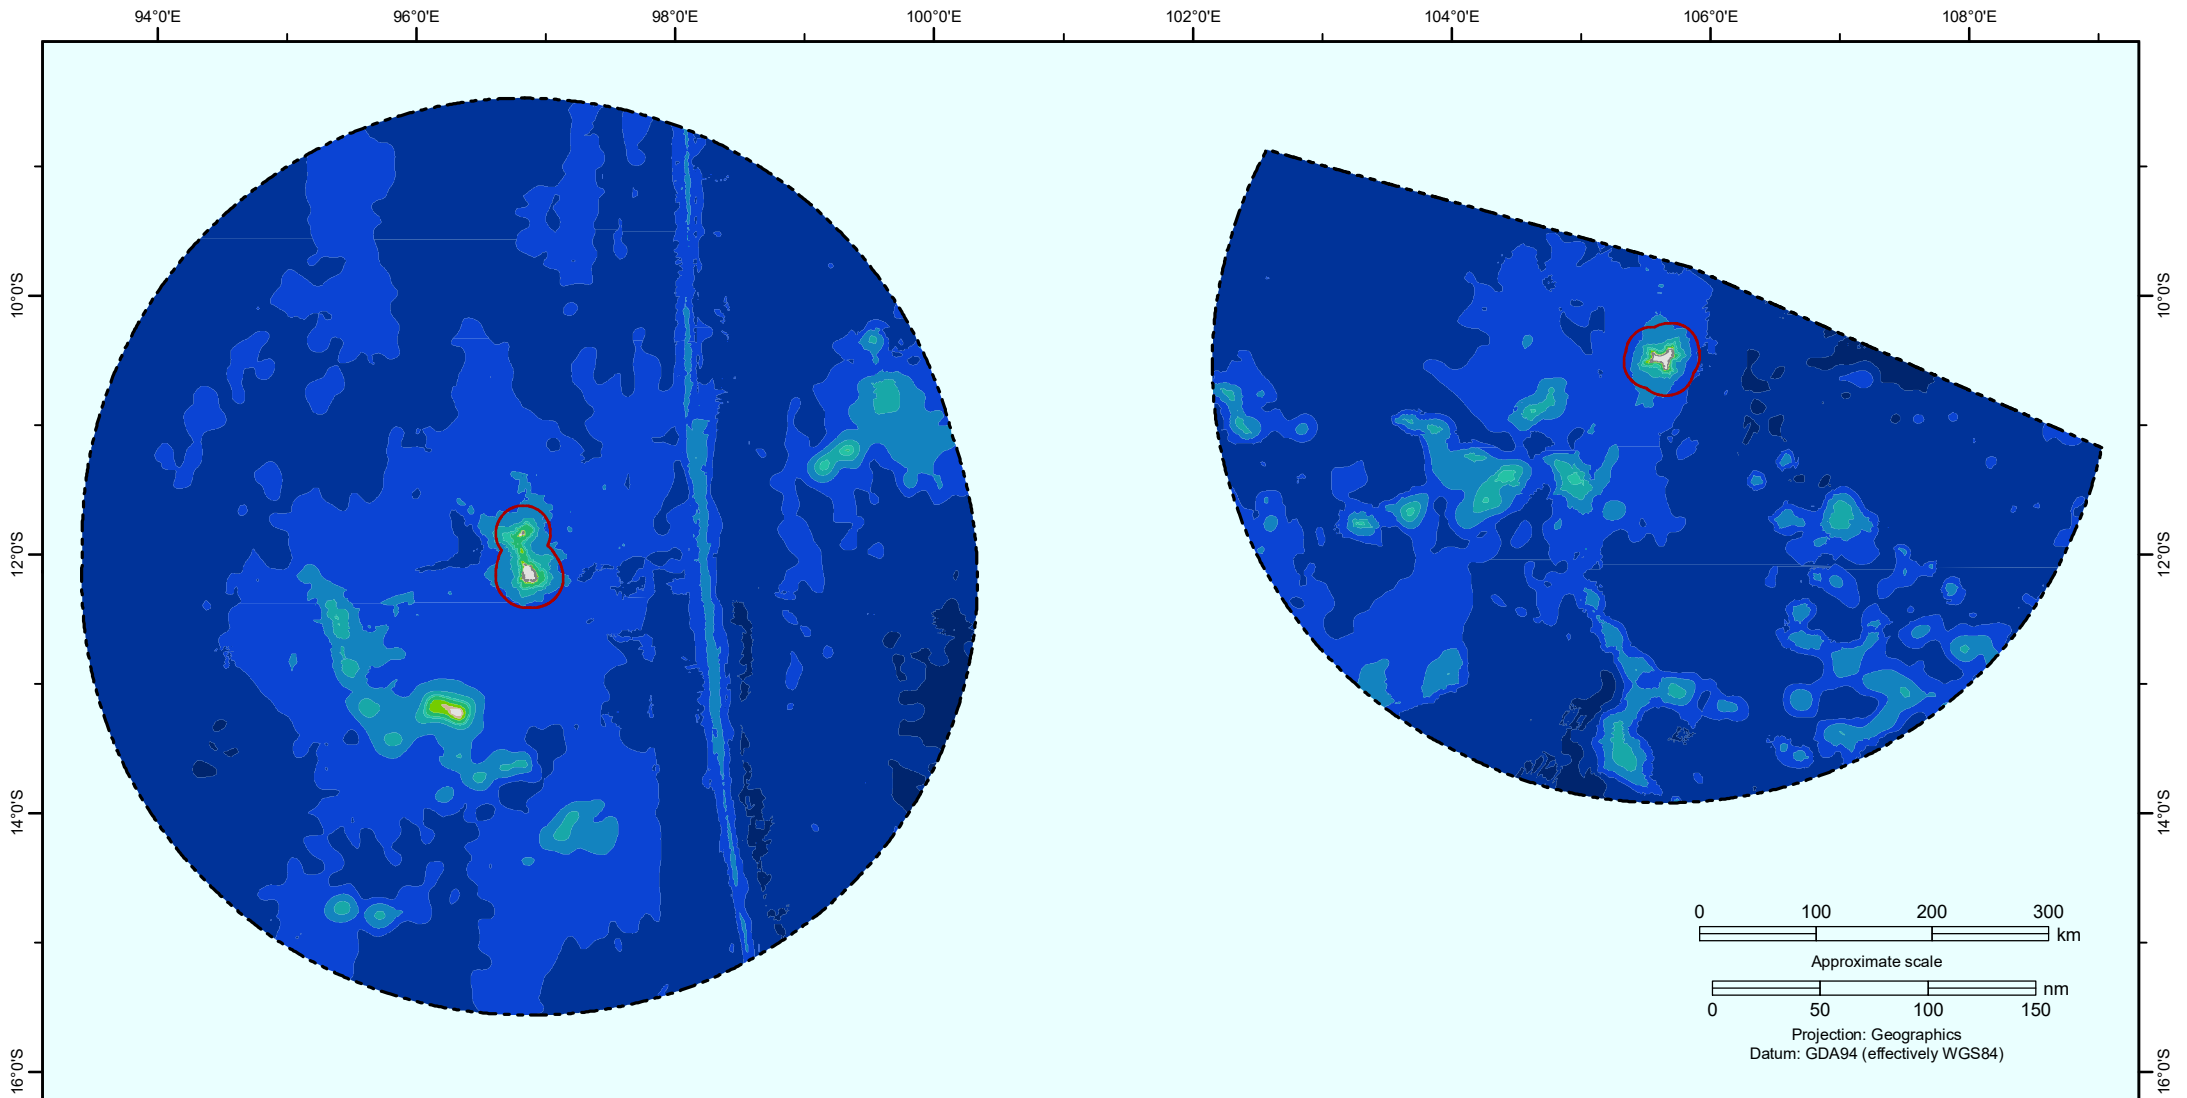 94°0'E 96°0'E 98°0'E 100°0'E 102°0'E 104°0'E 106°0'E 108°0'E
10°0'S 10°0'S
12°0'S 12°0'S
14°0'S 14°0'S
0 100 200 300
km
Approximate scale
nm
0 50 100 150
Projection: Geographics
Datum: GDA94 (effectively WGS84)
16°0'S 16°0'S